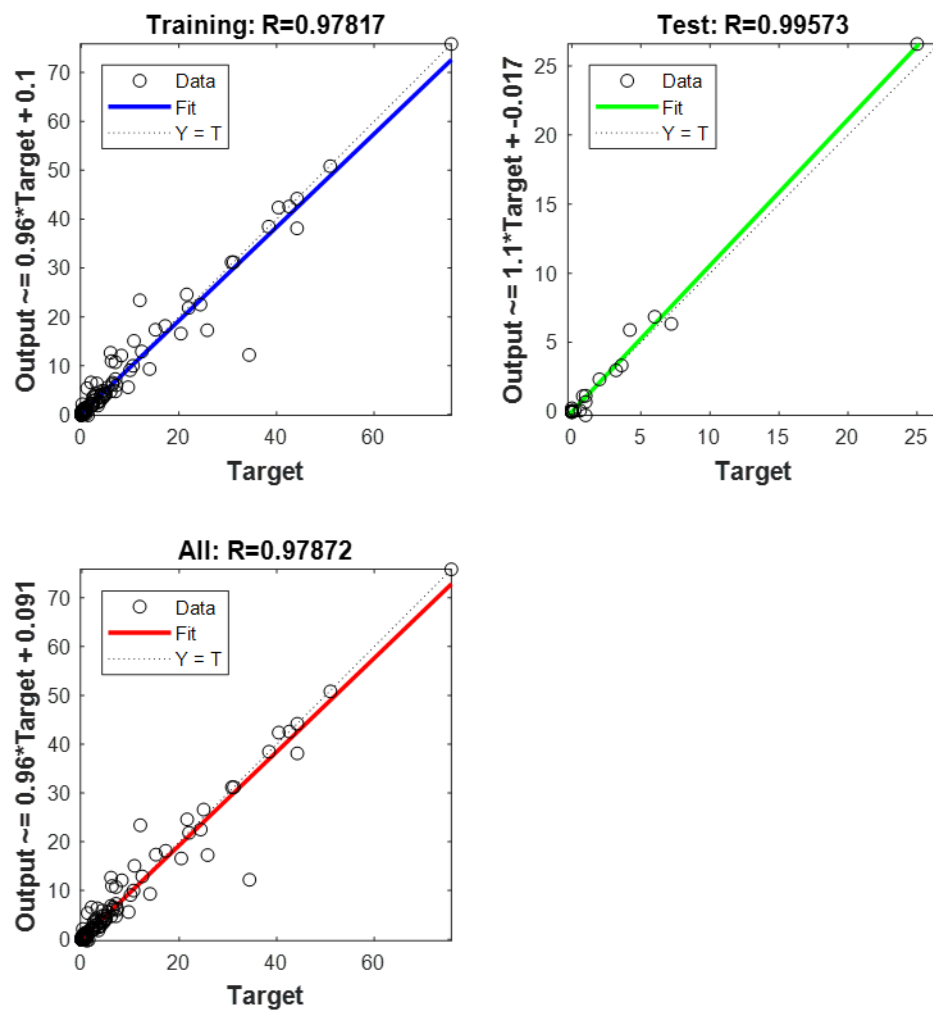 Training: R=0.97817
Output ~= 0.96*Target + 0.1
70
60
50
40
30
20
10
0
Data
Fit
Y = T
0 20 40 60
Target
Test: R=0.99573
Output ~= 1.1*Target + -0.017
25
20
15
10
5
0
Data
Fit
Y = T
0 5 10 15 20 25
Target
All: R=0.97872
Output ~= 0.96*Target + 0.091
70
60
50
40
30
20
10
0
Data
Fit
Y = T
0 20 40 60
Target